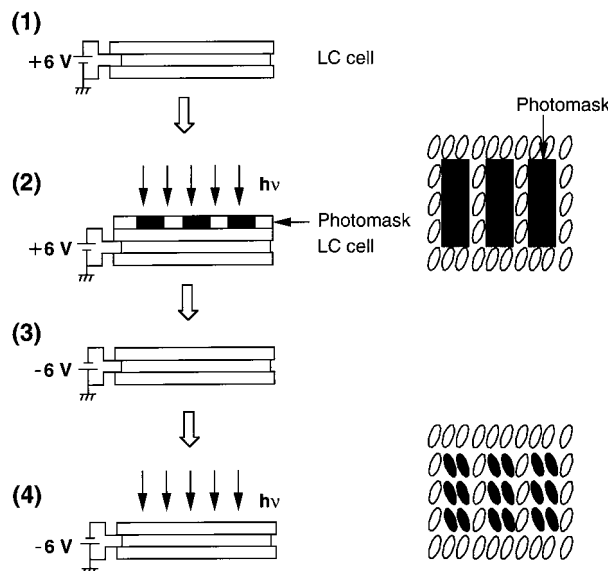 (1)
+6 V
LC cell
(2)
hν
Photomask
+6 V
LC cell
Photomask
(3)
-6 V
(4)
hν
-6 V